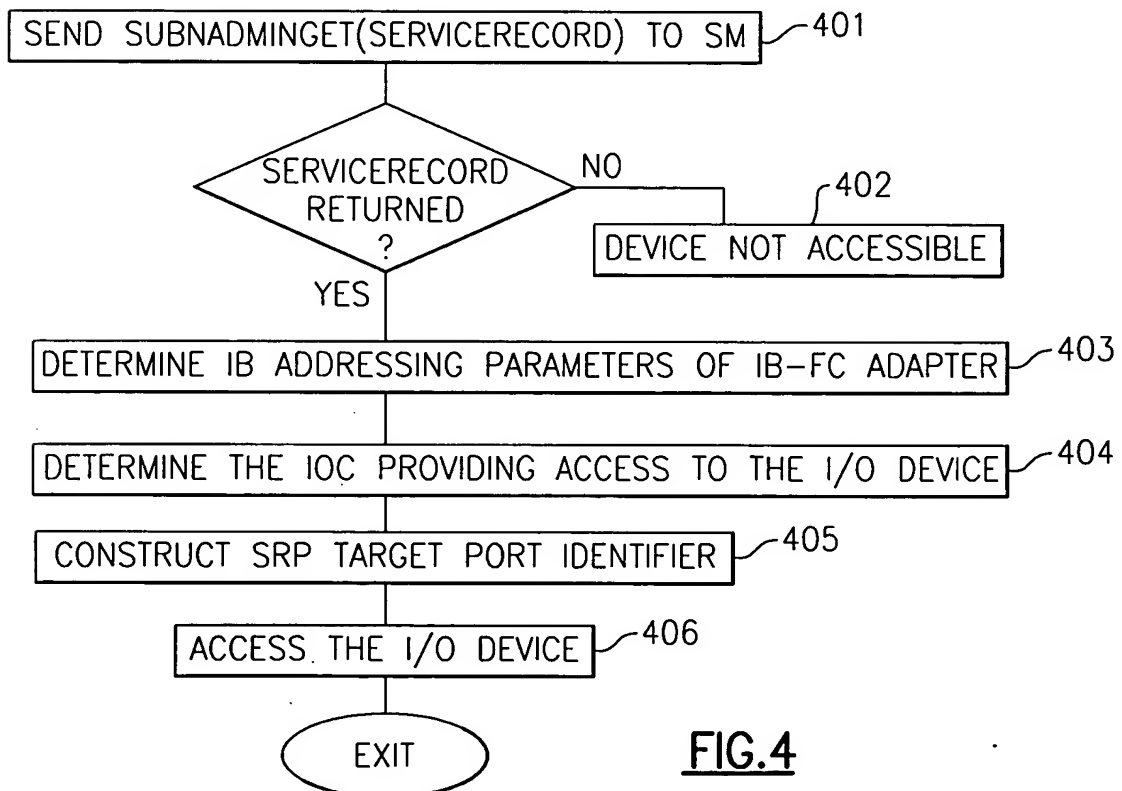 SEND SUBNADMINGET(SERVICERECORD) TO SM
401
SERVICERECORD
RETURNED
?
NO
402
DEVICE NOT ACCESSIBLE
YES
DETERMINE IB ADDRESSING PARAMETERS OF IB-FC ADAPTER
403
DETERMINE THE IOC PROVIDING ACCESS TO THE I/O DEVICE
404
CONSTRUCT SRP TARGET PORT IDENTIFIER
405
ACCESS THE I/O DEVICE
406
EXIT
FIG.4